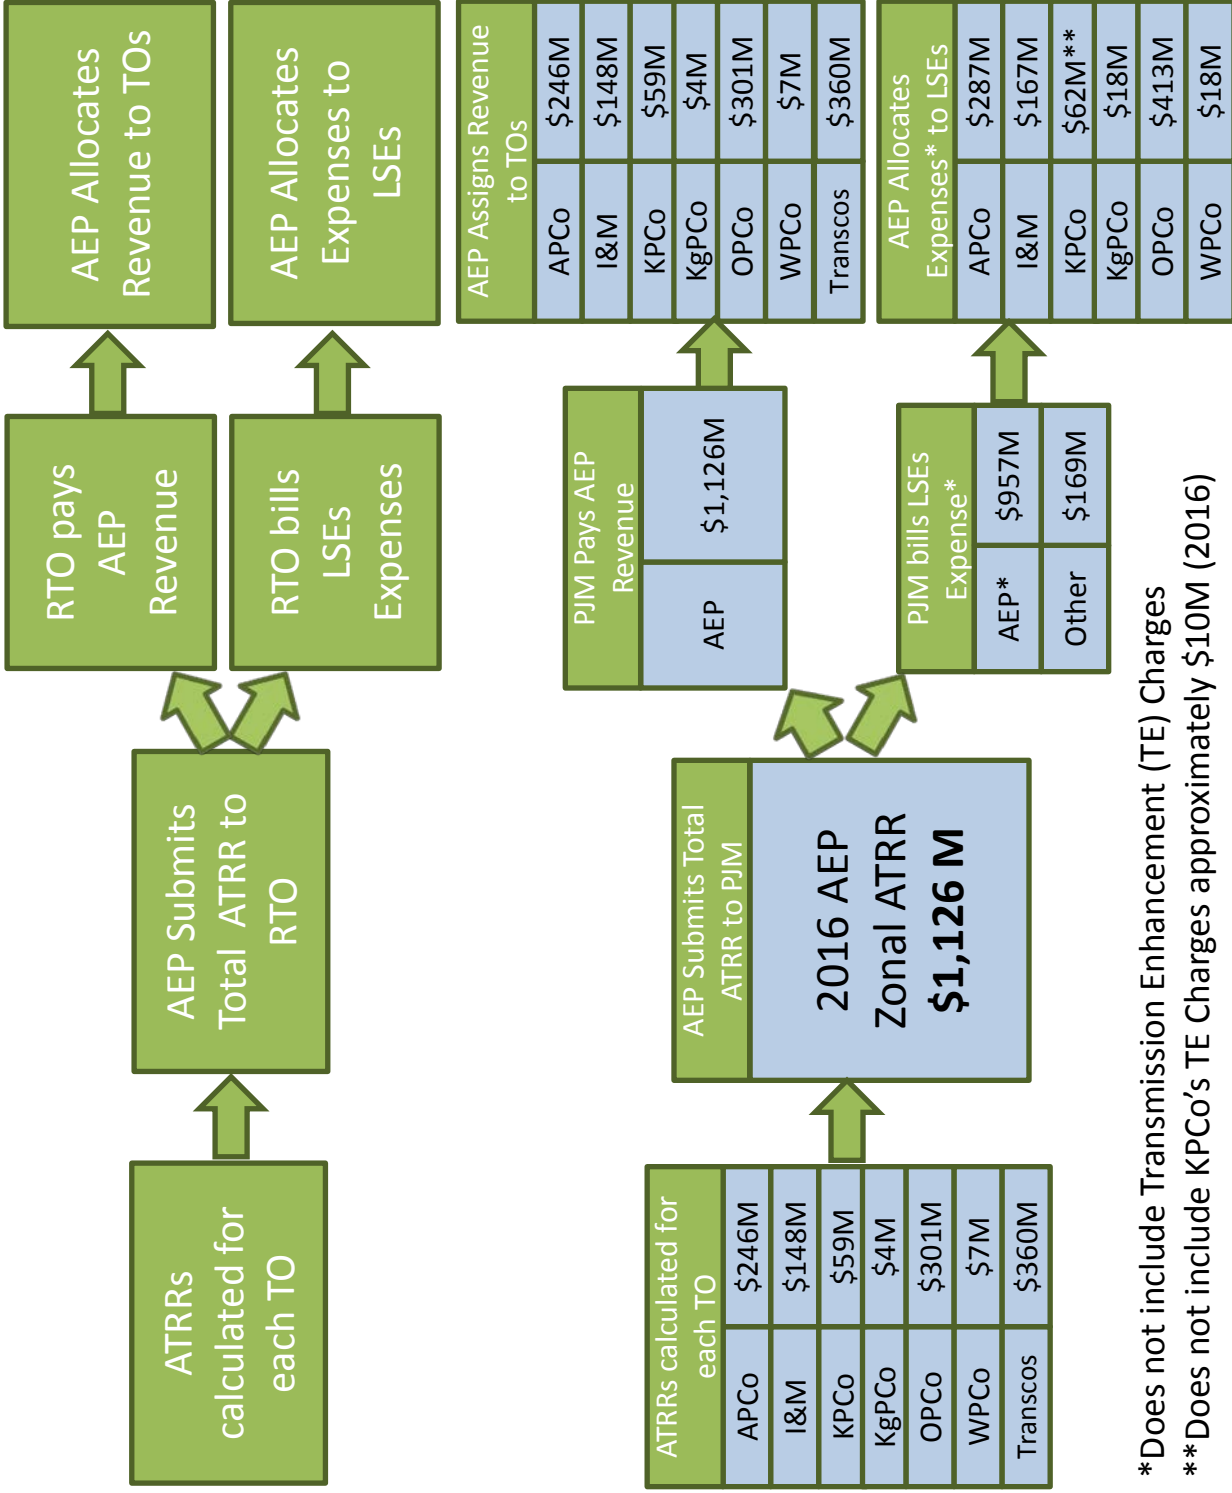 ATRRs
calculated for
each TO
AEP Submits
Total ATRR to
RTO
RTO pays
AEP
Revenue
AEP Allocates
Revenue to TOs
RTO bills
LSEs
Expenses
AEP Allocates
Expenses to
LSEs
ATRRs calculated for
each TO
APCo $246M
I&M $148M
KPCo $59M
KgPCo $4M
OPCo $301M
WPCo $7M
Transcos $360M
AEP Submits Total
ATRR to PJM
2016 AEP
Zonal ATRR
$1,126 M
PJM Pays AEP
Revenue
AEP $1,126M
AEP Assigns Revenue
to TOs
APCo $246M
I&M $148M
KPCo $59M
KgPCo $4M
OPCo $301M
WPCo $7M
Transcos $360M
PJM bills LSEs
Expense*
AEP* $957M
Other $169M
AEP Allocates
Expenses* to LSEs
APCo $287M
I&M $167M
KPCo $62M**
KgPCo $18M
OPCo $413M
WPCo $18M
*Does not include Transmission Enhancement (TE) Charges
**Does not include KPCo's TE Charges approximately $10M (2016)